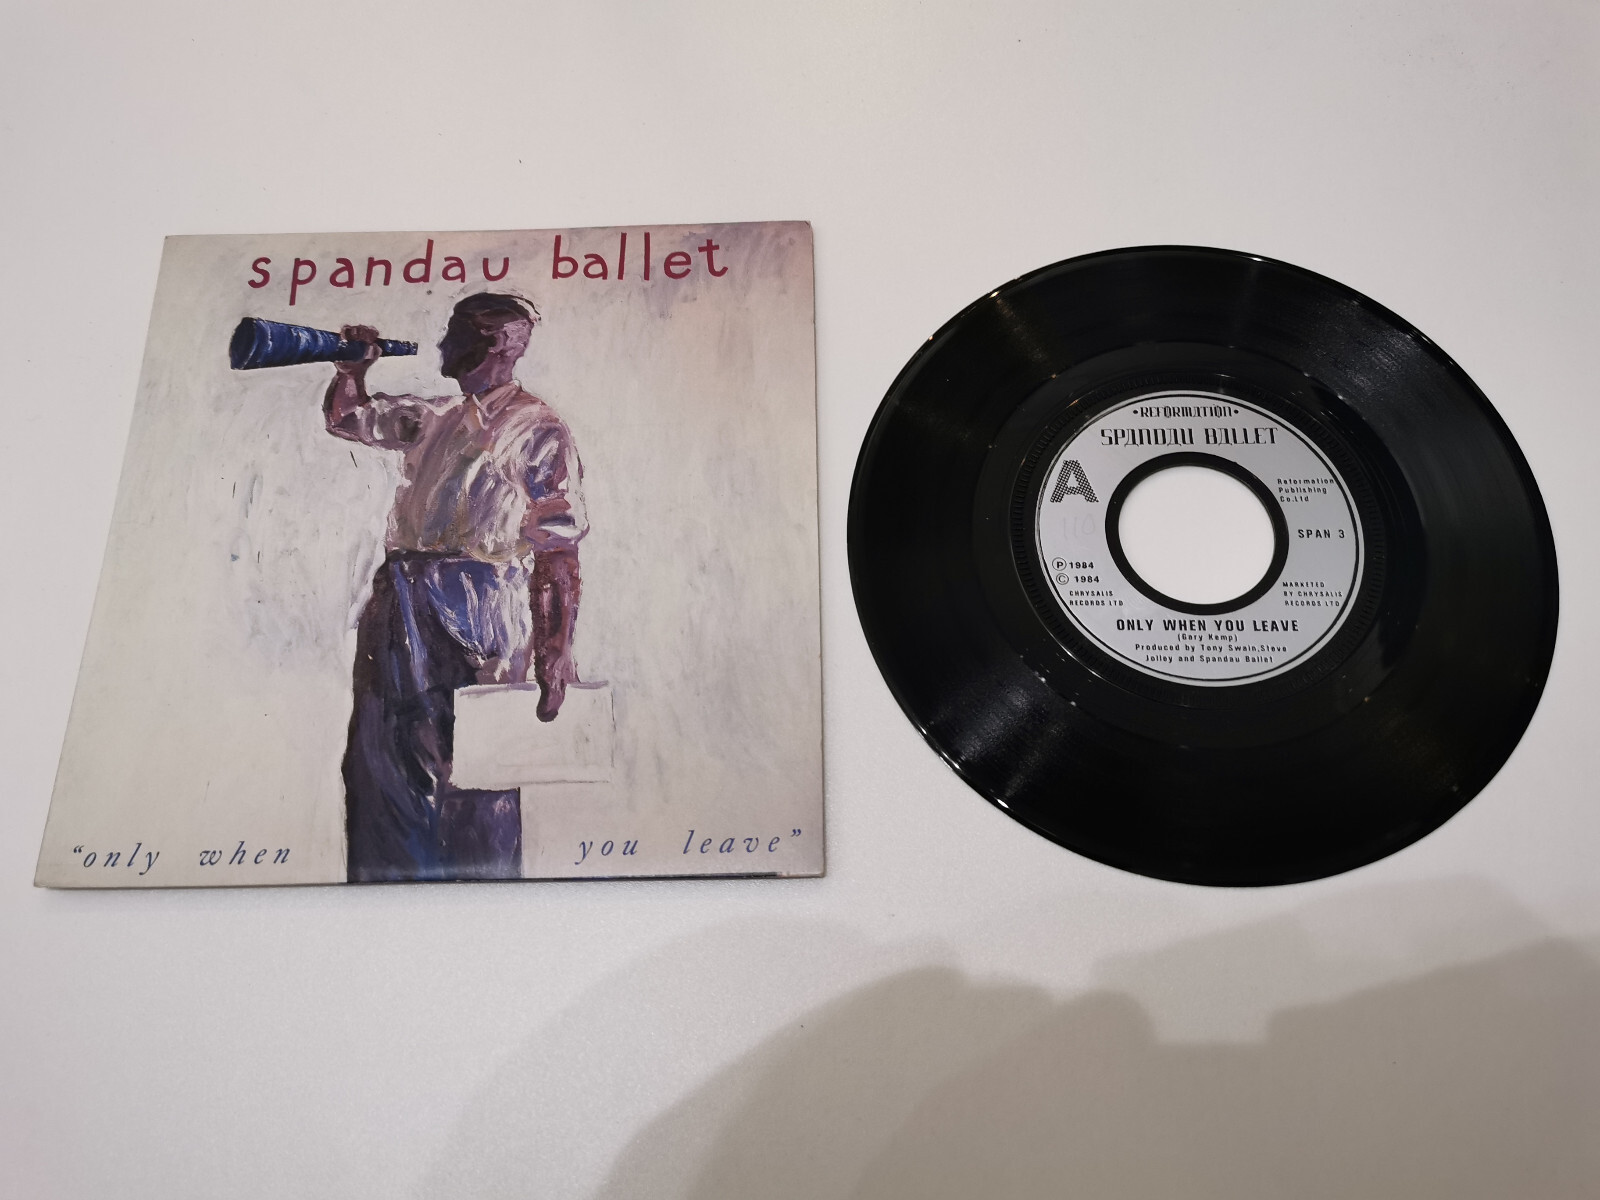 spandau ballet
"only when you leave"
•REFORMATION•
SPANDAU BALLET
A
Reformation
Publishing
Co.Ltd
110
SPAN 3
Ⓟ1984
© 1984
CHRYSALIS
RECORDS LTD
MARKETED
BY CHRYSALIS
RECORDS LTD
ONLY WHEN YOU LEAVE
(Gary Kemp)
Produced by Tony Swain,Steve
Jolley and Spandau Ballet